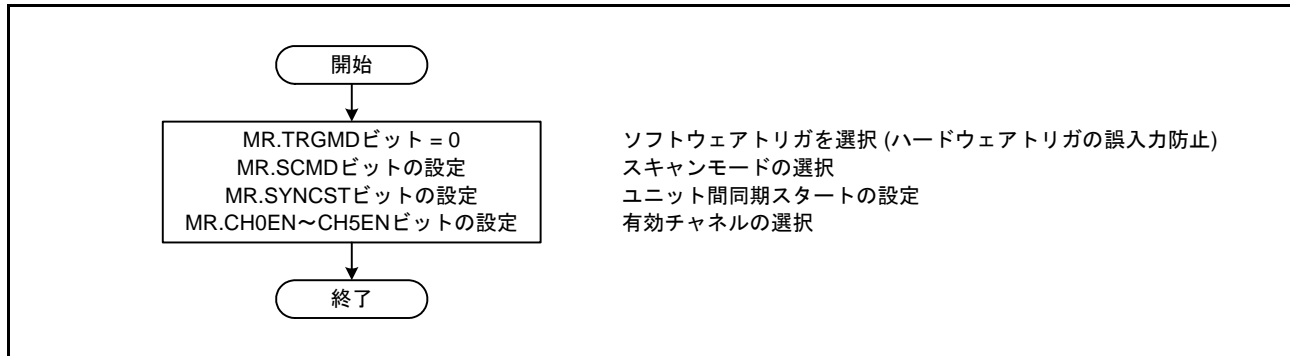 開始
MR.TRGMDビット = 0 ソフトウェアトリガを選択 (ハードウェアトリガの誤入力防止)
MR.SCMDビットの設定 スキャンモードの選択
MR.SYNCSTビットの設定 ユニット間同期スタートの設定
MR.CH0EN～CH5ENビットの設定 有効チャネルの選択
終了